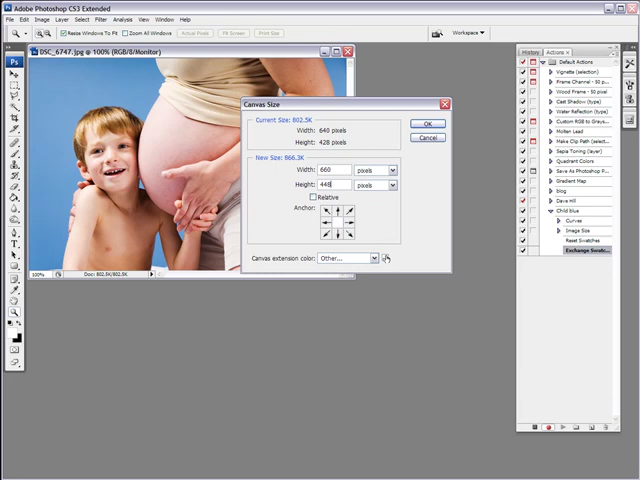 Adobe Photoshop CS3 Extended
File Edit Image Layer Select Filter Analysis View Window Help
Resize Windows To Fit Zoom All Windows Actual Pixels Fit Screen Print Size Workspace
DSC_6747.jpg @ 100% (RGB/8/Monitor)
Ps
Canvas Size
Current Size: 802.5K
Width: 640 pixels
Height: 428 pixels
New Size: 866.3K
Width: 660 pixels
Height: 448 pixels
Relative
Anchor:
Canvas extension color: Other...
OK
Cancel
100% Doc: 802.5K/802.5K
History Actions
Default Actions
Vignette (selection)
Frame Channel - 50 p...
Wood Frame - 50 pixel
Cast Shadow (type)
Water Reflection (type)
Custom RGB to Grays...
Molten Lead
Make Clip Path (selec...
Sepia Toning (layer)
Quadrant Colors
Save As Photoshop P...
Gradient Map
blog
Dave Hill
Child blue
Curves
Image Size
Reset Swatches
Exchange Swatc...